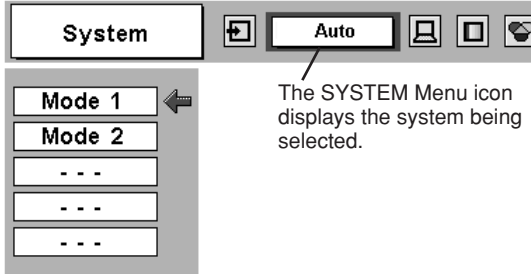 System
Auto
Mode 1
Mode 2
- - -
- - -
- - -
The SYSTEM Menu icon
displays the system being
selected.